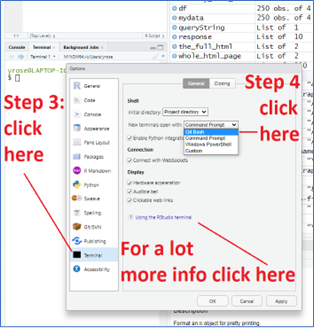 df 250 obs. of 4
mydata 250 obs. of
queryString List of 1
response List of 10
the_full_html List of 2
whole_html_page List of 2
Console Terminal Background Jobs
Terminal 1
yrose@LAPTOP-
$
Step 3:
click
here
Step 4
click
here
Options
R General
Code
Console
Appearance
Pane Layout
Packages
R Markdown
Python
Sweave
Spelling
Git/SVN
Publishing
Terminal
Accessibility
General Closing
Shell
Initial directory: Project directory
New terminals open with: Command Prompt
Git Bash
Command Prompt
Windows PowerShell
Custom
Enable Python integration
Connection
Connect with WebSockets
Display
Hardware acceleration
Audible bell
Clickable web links
Using the RStudio terminal
For a lot
more info click here
OK Cancel Apply
Description
Format an R object for pretty printing.